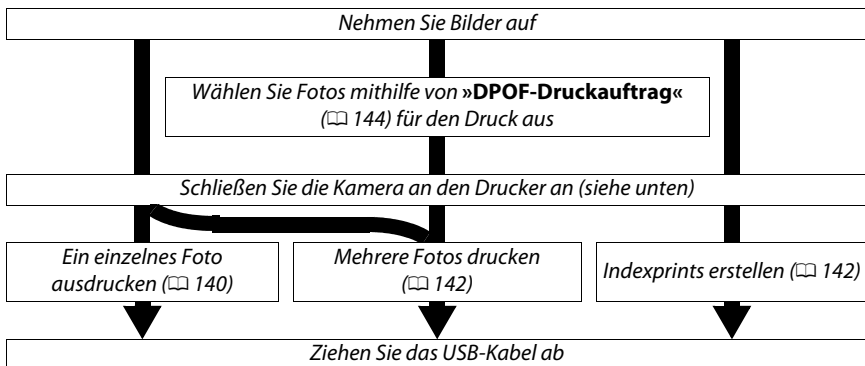 Nehmen Sie Bilder auf
Wählen Sie Fotos mithilfe von »DPOF-Druckauftrag«
(🕮 144) für den Druck aus
Schließen Sie die Kamera an den Drucker an (siehe unten)
Ein einzelnes Foto
ausdrucken (🕮 140)
Mehrere Fotos drucken
(🕮 142)
Indexprints erstellen (🕮 142)
Ziehen Sie das USB-Kabel ab